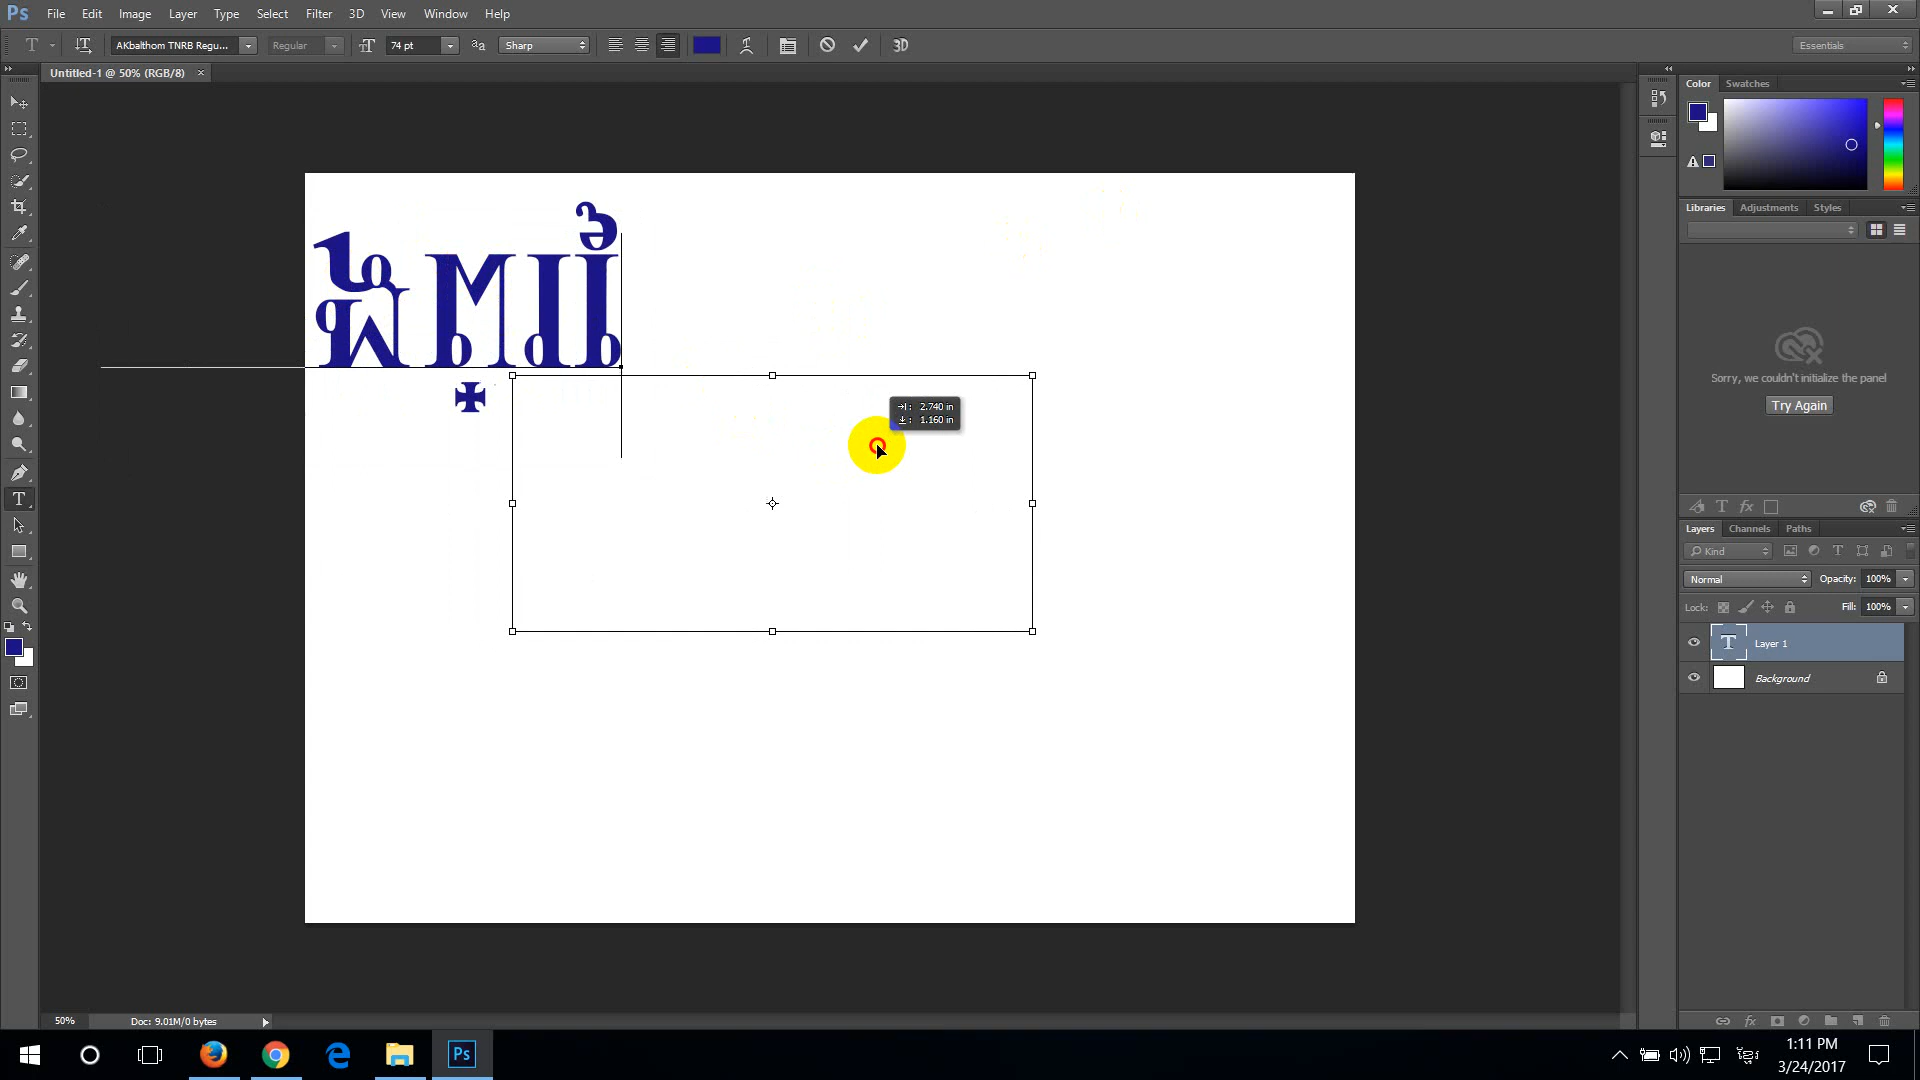 Ps File Edit Image Layer Type Select Filter 3D View Window Help
AKbalthom TNRB Regu... Regular 74 pt Sharp 3D Essentials
Untitled-1 @ 50% (RGB/8) ×
Color Swatches
Libraries Adjustments Styles
2.740 in
1.160 in
Sorry, we couldn't initialize the panel
Try Again
Layers Channels Paths
Kind
Normal Opacity: 100%
Lock: Fill: 100%
Layer 1
Background
50% Doc: 9.01M/0 bytes
1:11 PM
3/24/2017